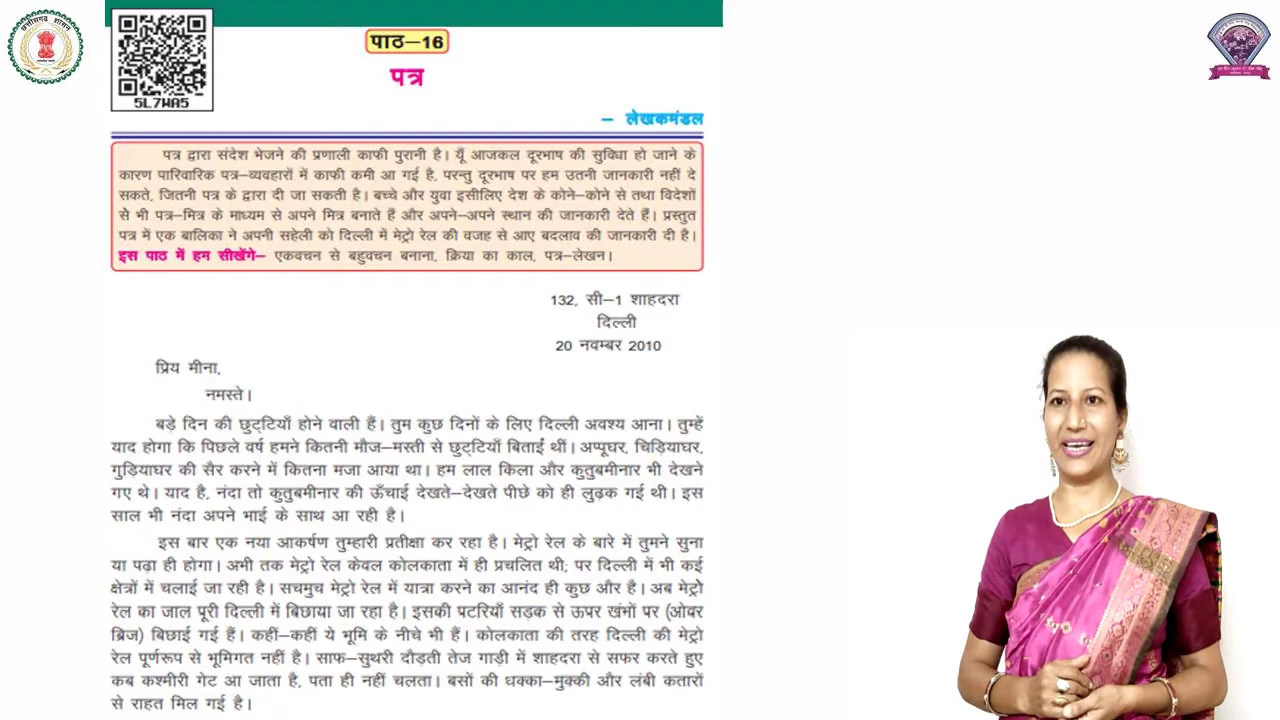 छत्तीसगढ़ शासन
5L7WA5
पाठ–16
पत्र
– लेखकमंडल
पत्र द्वारा संदेश भेजने की प्रणाली काफी पुरानी है। यूँ आजकल दूरभाष की सुविधा हो जाने के
कारण पारिवारिक पत्र–व्यवहारों में काफी कमी आ गई है, परन्तु दूरभाष पर हम उतनी जानकारी नहीं दे
सकते, जितनी पत्र के द्वारा दी जा सकती है। बच्चे और युवा इसीलिए देश के कोने–कोने से तथा विदेशों
से भी पत्र–मित्र के माध्यम से अपने मित्र बनाते हैं और अपने–अपने स्थान की जानकारी देते हैं। प्रस्तुत
पत्र में एक बालिका ने अपनी सहेली को दिल्ली में मेट्रो रेल की वजह से आए बदलाव की जानकारी दी है।
इस पाठ में हम सीखेंगे– एकवचन से बहुवचन बनाना, क्रिया का काल, पत्र–लेखन।
132, सी–1 शाहदरा
दिल्ली
20 नवम्बर 2010
प्रिय मीना,
नमस्ते।
बड़े दिन की छुट्टियाँ होने वाली हैं। तुम कुछ दिनों के लिए दिल्ली अवश्य आना। तुम्हें
याद होगा कि पिछले वर्ष हमने कितनी मौज–मस्ती से छुट्टियाँ बिताईं थीं। अप्पूघर, चिड़ियाघर,
गुड़ियाघर की सैर करने में कितना मजा आया था। हम लाल किला और कुतुबमीनार भी देखने
गए थे। याद है, नंदा तो कुतुबमीनार की ऊँचाई देखते–देखते पीछे को ही लुढ़क गई थी। इस
साल भी नंदा अपने भाई के साथ आ रही है।
इस बार एक नया आकर्षण तुम्हारी प्रतीक्षा कर रहा है। मेट्रो रेल के बारे में तुमने सुना
या पढ़ा ही होगा। अभी तक मेट्रो रेल केवल कोलकाता में ही प्रचलित थी; पर दिल्ली में भी कई
क्षेत्रों में चलाई जा रही है। सचमुच मेट्रो रेल में यात्रा करने का आनंद ही कुछ और है। अब मेट्रो
रेल का जाल पूरी दिल्ली में बिछाया जा रहा है। इसकी पटरियाँ सड़क से ऊपर खंभों पर (ओवर
ब्रिज) बिछाई गई हैं। कहीं–कहीं ये भूमि के नीचे भी हैं। कोलकाता की तरह दिल्ली की मेट्रो
रेल पूर्णरूप से भूमिगत नहीं है। साफ–सुथरी दौड़ती तेज गाड़ी में शाहदरा से सफर करते हुए
कब कश्मीरी गेट आ जाता है, पता ही नहीं चलता। बसों की धक्का–मुक्की और लंबी कतारों
से राहत मिल गई है।